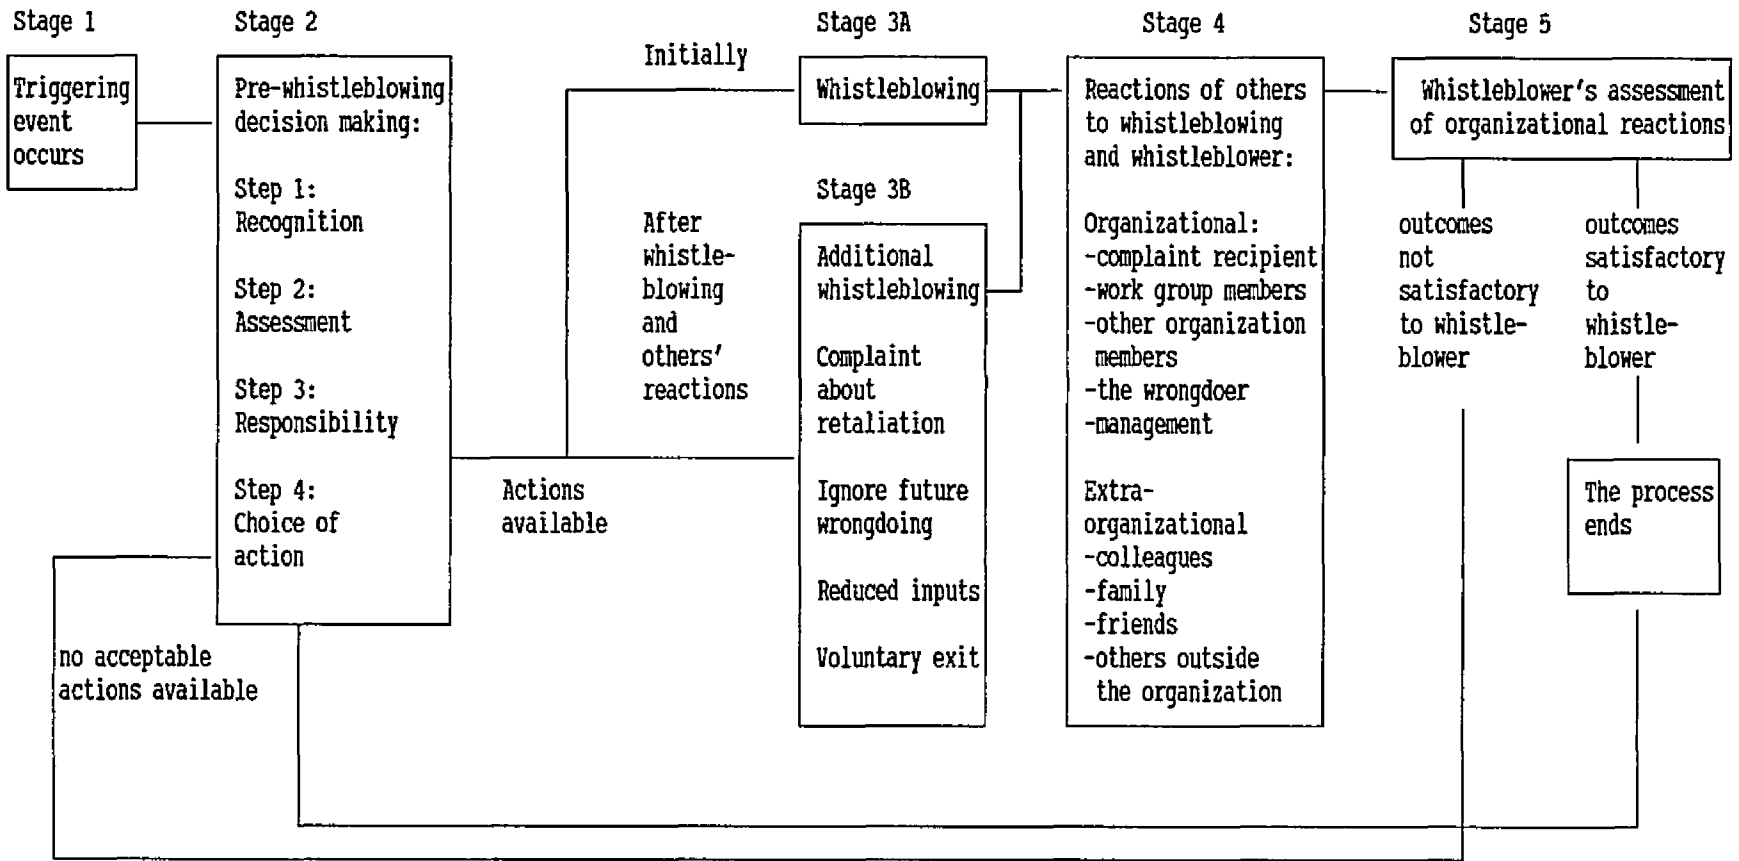 Stage 1
Triggering
event
occurs
Stage 2
Pre-whistleblowing
decision making:
Step 1:
Recognition
Step 2:
Assessment
Step 3:
Responsibility
Step 4:
Choice of
action
no acceptable
actions available
Actions
available
Initially
After
whistle-
blowing
and
others'
reactions
Stage 3A
Whistleblowing
Stage 3B
Additional
whistleblowing
Complaint
about
retaliation
Ignore future
wrongdoing
Reduced inputs
Voluntary exit
Stage 4
Reactions of others
to whistleblowing
and whistleblower:
Organizational:
-complaint recipient
-work group members
-other organization
members
-the wrongdoer
-management
Extra-
organizational
-colleagues
-family
-friends
-others outside
the organization
Stage 5
Whistleblower's assessment
of organizational reactions
outcomes
not
satisfactory
to whistle-
blower
outcomes
satisfactory
to
whistle-
blower
The process
ends